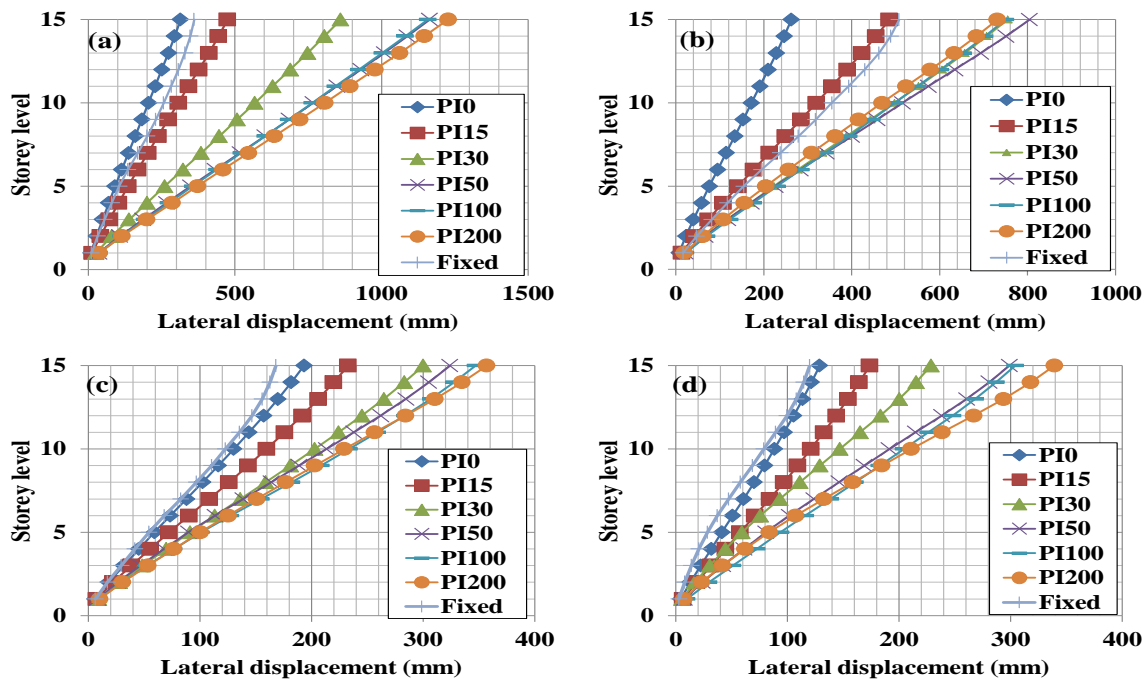 (a)
Storey level
15
10
5
0
0 500 1000 1500
Lateral displacement (mm)
PI0
PI15
PI30
PI50
PI100
PI200
Fixed
(b)
Storey level
15
10
5
0
0 200 400 600 800 1000
Lateral displacement (mm)
PI0
PI15
PI30
PI50
PI100
PI200
Fixed
(c)
Storey level
15
10
5
0
0 100 200 300 400
Lateral displacement (mm)
PI0
PI15
PI30
PI50
PI100
PI200
Fixed
(d)
Storey level
15
10
5
0
0 100 200 300 400
Lateral displacement (mm)
PI0
PI15
PI30
PI50
PI100
PI200
Fixed